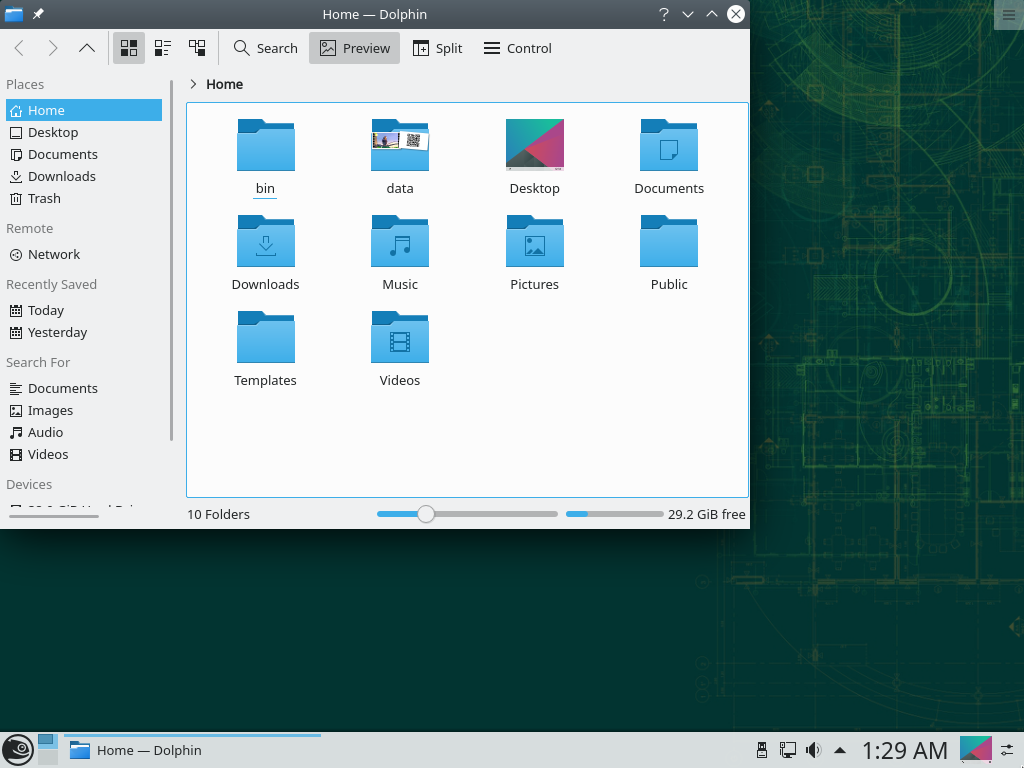 Home — Dolphin
Search
Preview
Split
Control
Places
Home
Desktop
Documents
Downloads
Trash
Remote
Network
Recently Saved
Today
Yesterday
Search For
Documents
Images
Audio
Videos
Devices
Home
bin
data
Desktop
Documents
Downloads
Music
Pictures
Public
Templates
Videos
10 Folders
29.2 GiB free
Home — Dolphin
1:29 AM